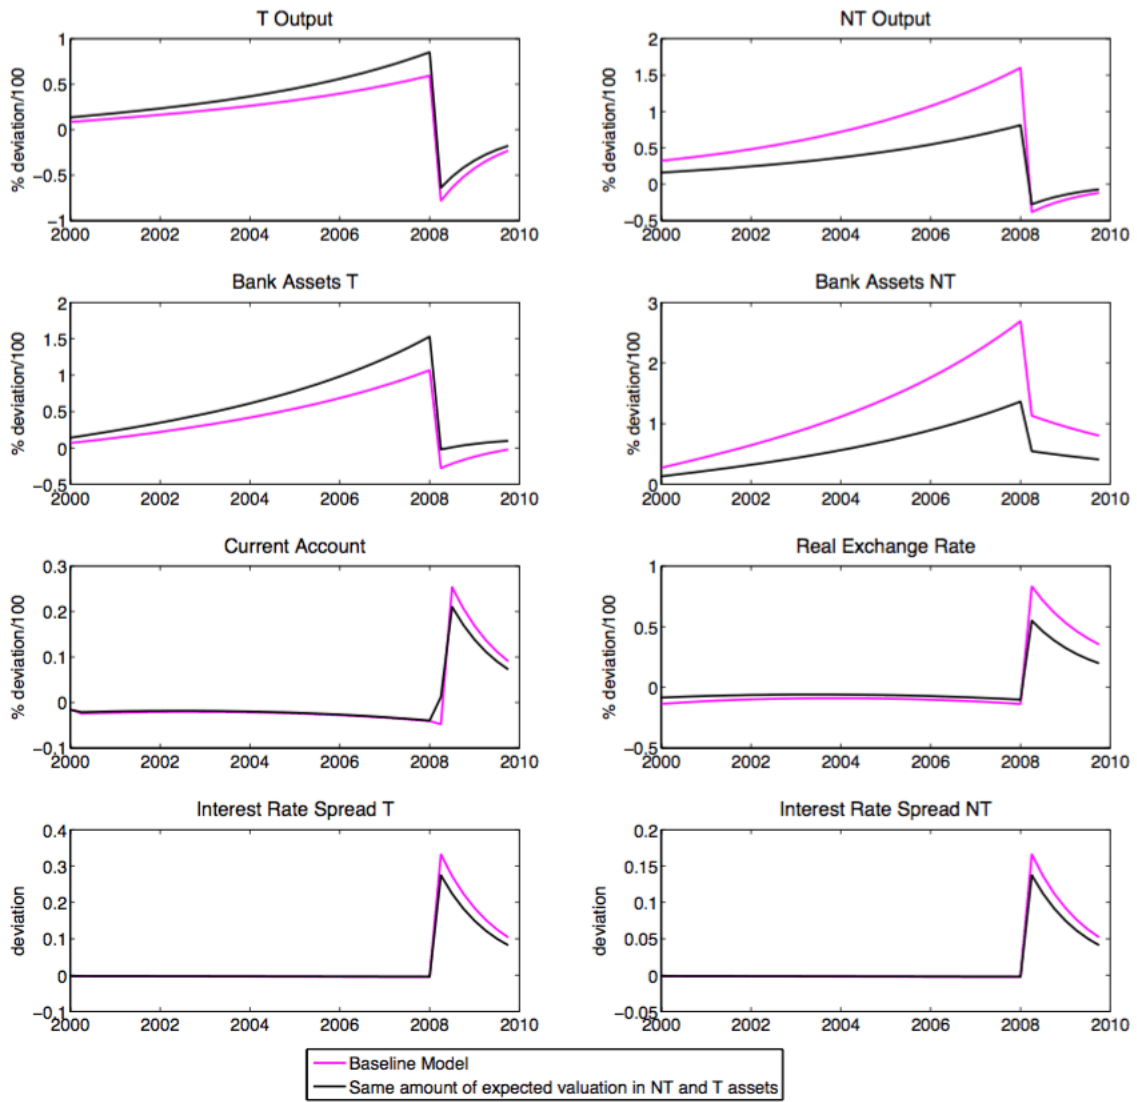 T Output
NT Output
% deviation/100
1
0.5
0
−0.5
−1
2000 2002 2004 2006 2008 2010
% deviation/100
2
1.5
1
0.5
0
−0.5
2000 2002 2004 2006 2008 2010
Bank Assets T
Bank Assets NT
% deviation/100
2
1.5
1
0.5
0
−0.5
2000 2002 2004 2006 2008 2010
% deviation/100
3
2
1
0
2000 2002 2004 2006 2008 2010
Current Account
Real Exchange Rate
% deviation/100
0.3
0.2
0.1
0
−0.1
2000 2002 2004 2006 2008 2010
% deviation/100
1
0.5
0
−0.5
2000 2002 2004 2006 2008 2010
Interest Rate Spread T
Interest Rate Spread NT
deviation
0.4
0.3
0.2
0.1
0
−0.1
2000 2002 2004 2006 2008 2010
deviation
0.2
0.15
0.1
0.05
0
−0.05
2000 2002 2004 2006 2008 2010
Baseline Model
Same amount of expected valuation in NT and T assets